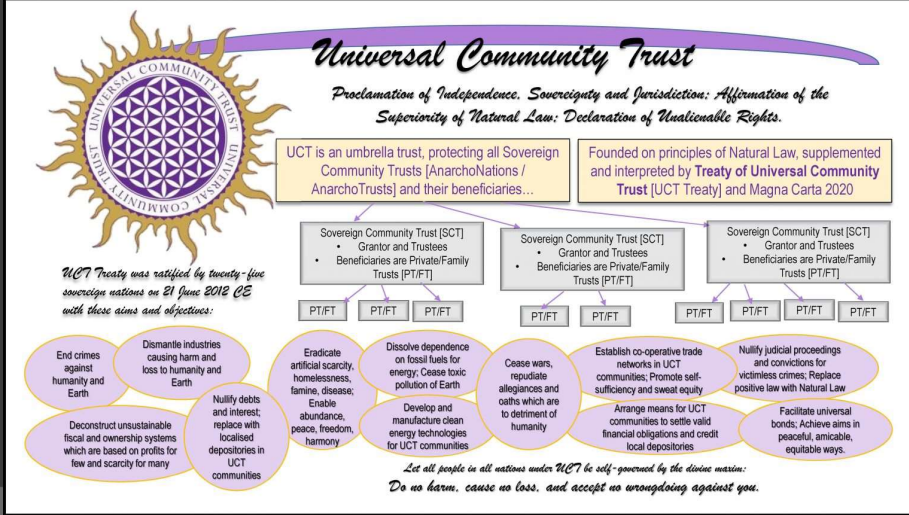 UNIVERSAL COMMUNITY TRUST UNIVERSAL COMMUNITY TRUST
Universal Community Trust
Proclamation of Independence, Sovereignty and Jurisdiction; Affirmation of the
Superiority of Natural Law; Declaration of Unalienable Rights.
UCT is an umbrella trust, protecting all Sovereign
Community Trusts [AnarchoNations /
AnarchoTrusts] and their beneficiaries…
Founded on principles of Natural Law, supplemented
and interpreted by Treaty of Universal Community
Trust [UCT Treaty] and Magna Carta 2020
Sovereign Community Trust [SCT]
• Grantor and Trustees
• Beneficiaries are Private/Family
Trusts [PT/FT]
Sovereign Community Trust [SCT]
• Grantor and Trustees
• Beneficiaries are Private/Family
Trusts [PT/FT]
Sovereign Community Trust [SCT]
• Grantor and Trustees
• Beneficiaries are Private/Family
Trusts [PT/FT]
PT/FT
PT/FT
PT/FT
PT/FT
PT/FT
PT/FT
PT/FT
PT/FT
PT/FT
UCT Treaty was ratified by twenty-five
sovereign nations on 21 June 2012 CE
with these aims and objectives:
End crimes
against
humanity and
Earth
Dismantle industries
causing harm and
loss to humanity and
Earth
Deconstruct unsustainable
fiscal and ownership systems
which are based on profits for
few and scarcity for many
Nullify debts
and interest;
replace with
localised
depositories in
UCT
communities
Eradicate
artificial scarcity,
homelessness,
famine, disease;
Enable
abundance,
peace, freedom,
harmony
Dissolve dependence
on fossil fuels for
energy; Cease toxic
pollution of Earth
Develop and
manufacture clean
energy technologies
for UCT communities
Cease wars,
repudiate
allegiances and
oaths which are
to detriment of
humanity
Establish co-operative trade
networks in UCT
communities; Promote self-
sufficiency and sweat equity
Arrange means for UCT
communities to settle valid
financial obligations and credit
local depositories
Nullify judicial proceedings
and convictions for
victimless crimes; Replace
positive law with Natural Law
Facilitate universal
bonds; Achieve aims in
peaceful, amicable,
equitable ways.
Let all people in all nations under UCT be self-governed by the divine maxim:
Do no harm, cause no loss, and accept no wrongdoing against you.